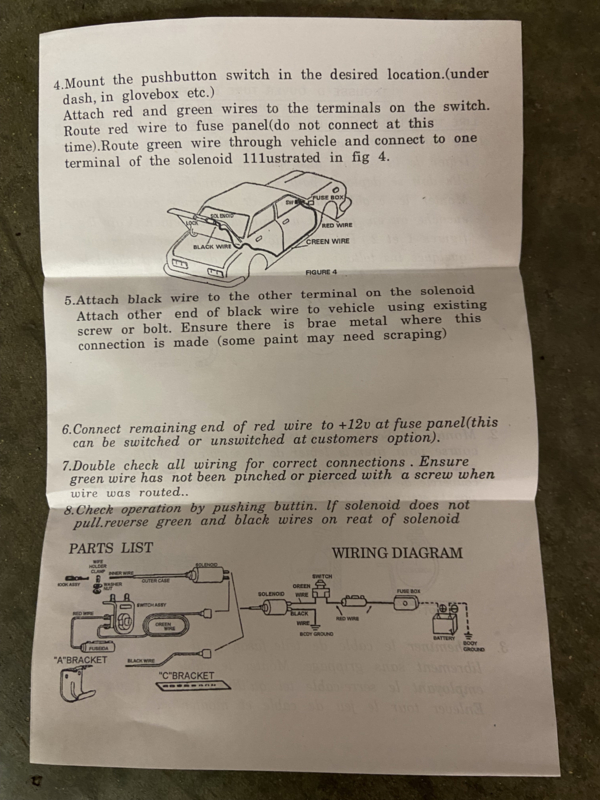 4.Mount the pushbutton switch in the desired location.(under
dash, in glovebox etc.)
Attach red and green wires to the terminals on the switch.
Route red wire to fuse panel(do not connect at this
time).Route green wire through vehicle and connect to one
terminal of the solenoid 111ustrated in fig 4.
SW
FUSE BOX
LOCK
SOLENOID
RED WIRE
BLACK WIRE
CREEN WIRE
FIGURE 4
5.Attach black wire to the other terminal on the solenoid
Attach other end of black wire to vehicle using existing
screw or bolt. Ensure there is brae metal where this
connection is made (some paint may need scraping)
6.Connect remaining end of red wire to +12v at fuse panel(this
can be switched or unswitched at customers option).
7.Double check all wiring for correct connections . Ensure
green wire has not been pinched or pierced with a screw when
wire was routed..
8.Check operation by pushing buttin. lf solenoid does not
pull.reverse green and black wires on reat of solenoid
PARTS LIST
WIRE
HOLDER
CLAMP
INNER WIRE
SOLENOID
OUTER CASE
WASHER
NUT
SWITCH ASSY
RED WIRE
GREEN
WIRE
"A"BRACKET
BLACK WIRE
"C"BRACKET
WIRING DIAGRAM
SWITCH
GREEN
WIRE
SOLENOID
FUSE BOX
BLACK
WIRE
RED WIRE
BODY GROUND
BATTERY
BODY
GROUND